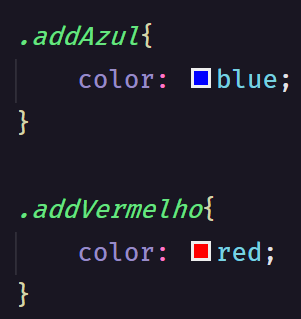 .addAzul{
    color: blue;
}

.addVermelho{
    color: red;
}